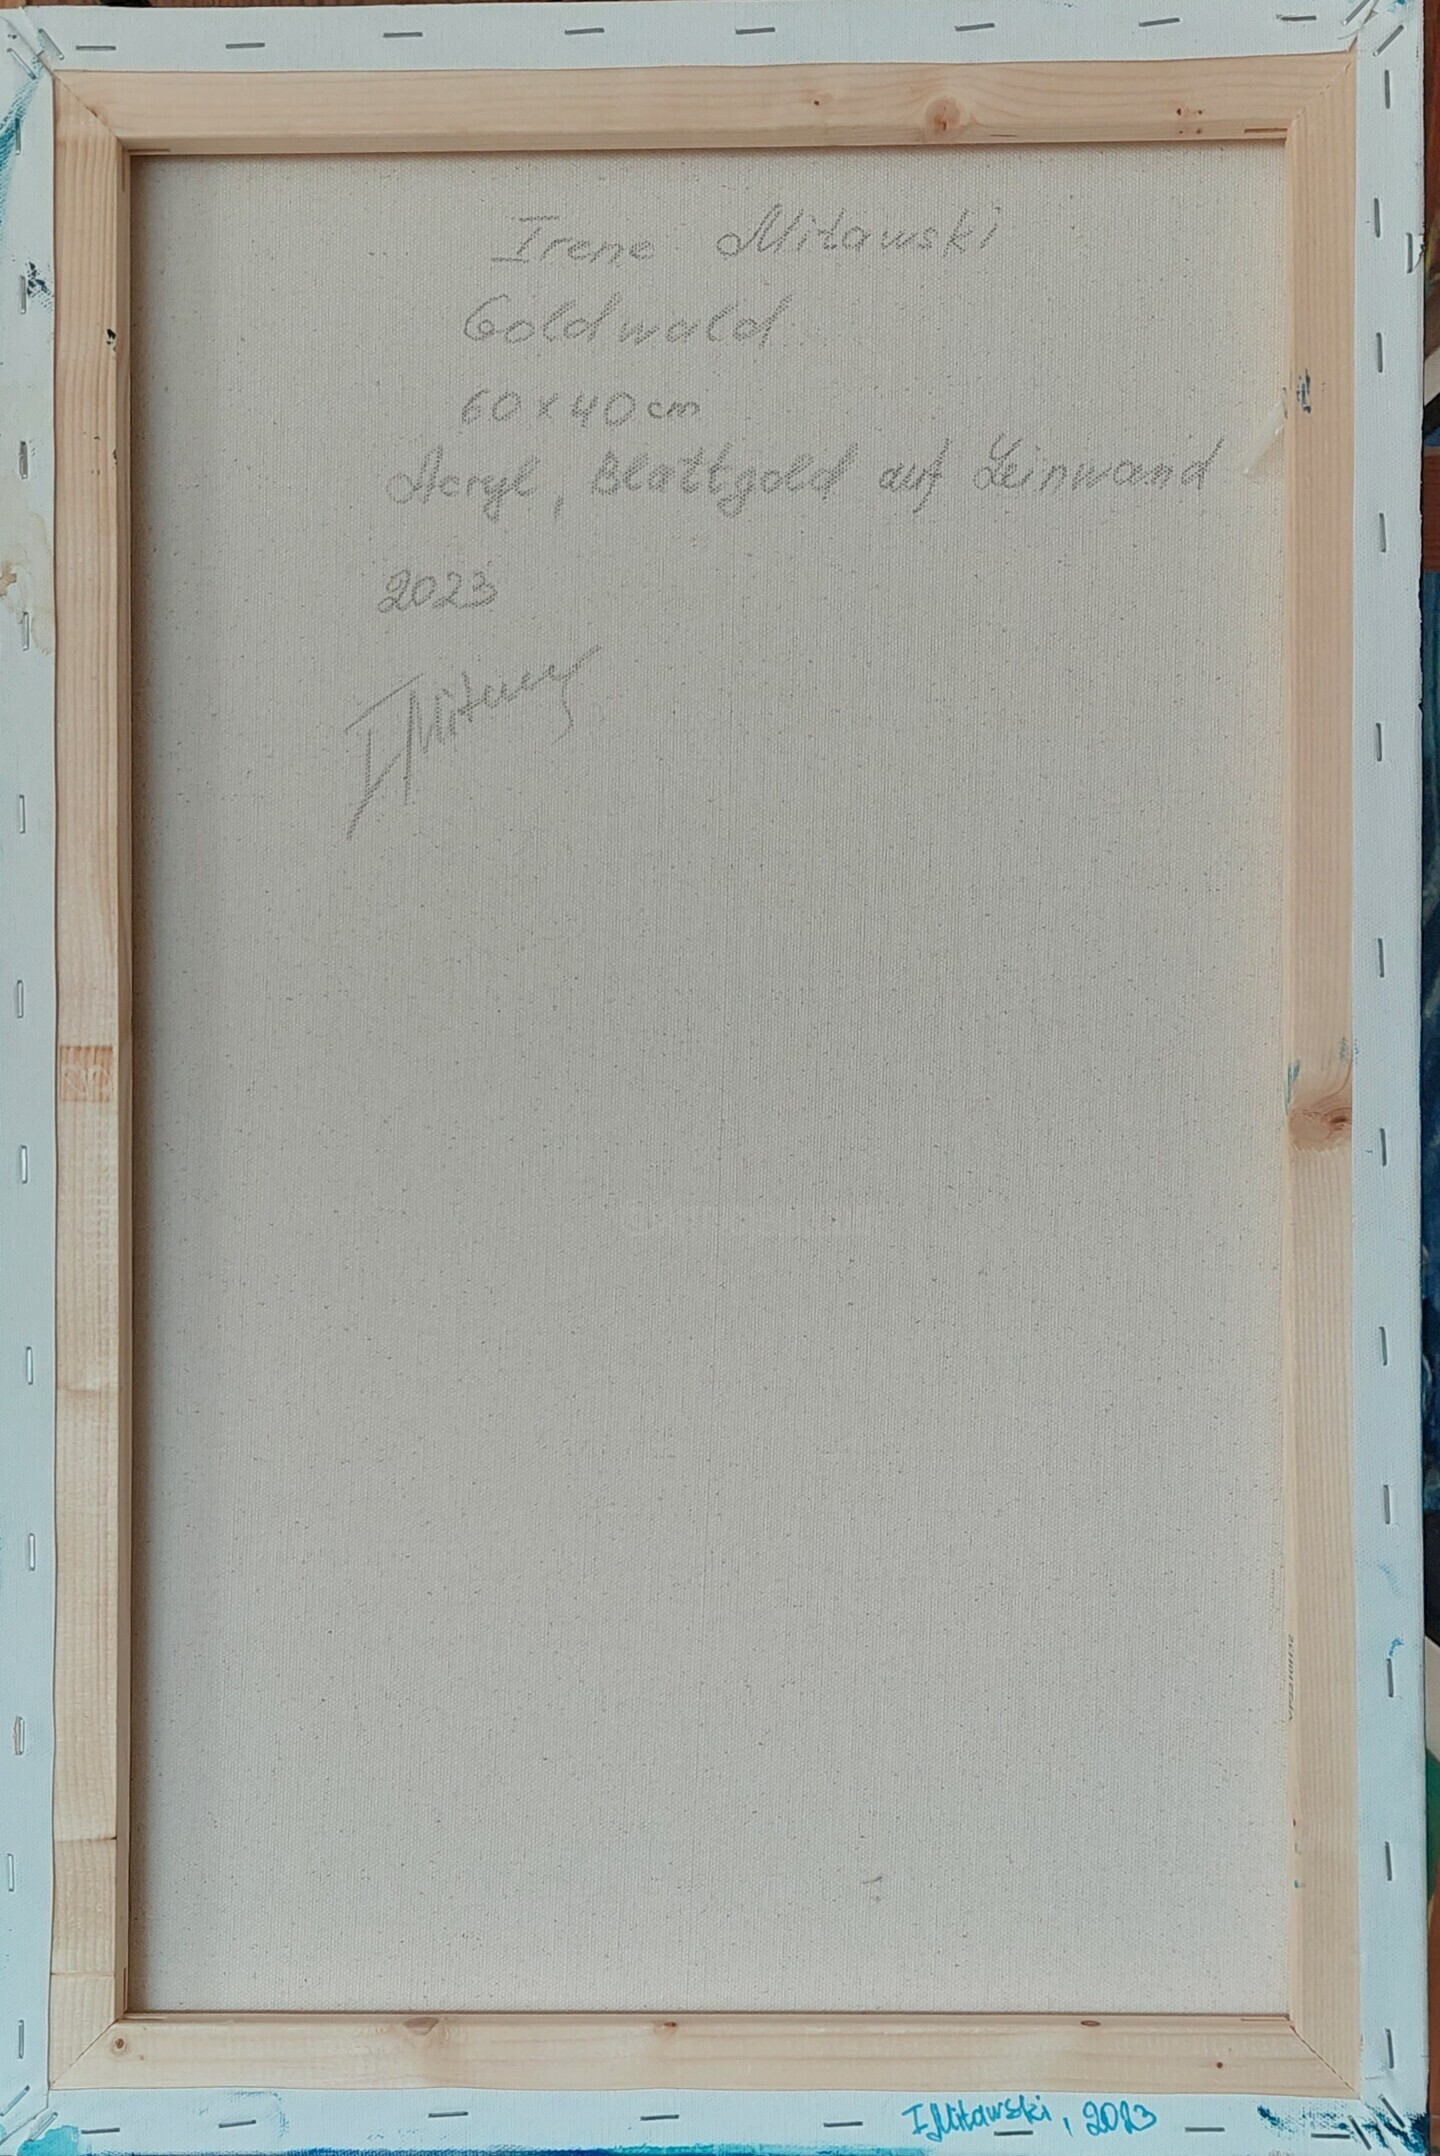 Irene Mitawski
Goldwald
60 x 40 cm
Acryl, Blattgold auf Leinwand
2023
I Mitawski, 2023